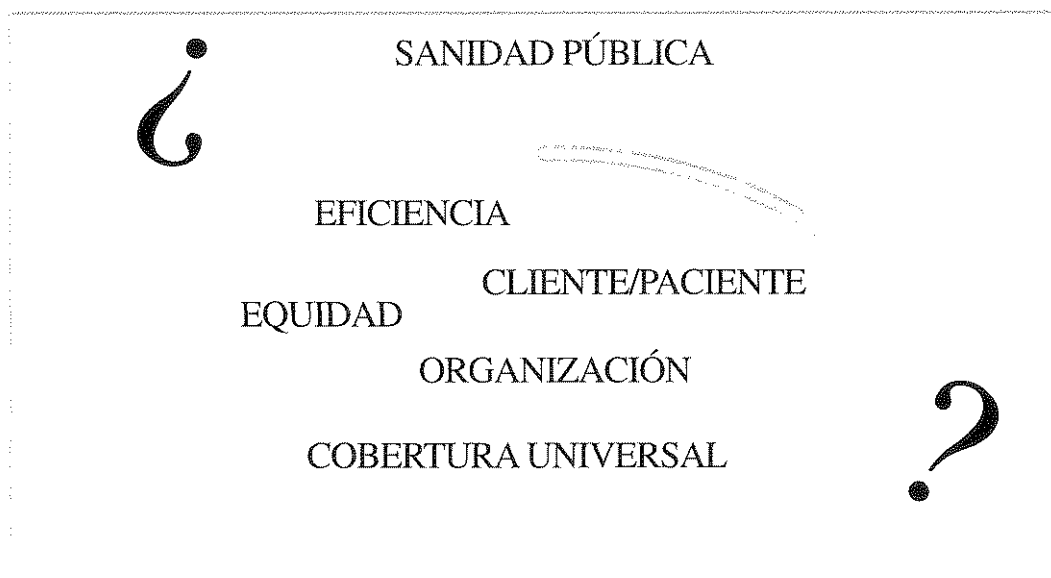 ¿
SANIDAD PÚBLICA
EFICIENCIA
CLIENTE/PACIENTE
EQUIDAD
ORGANIZACIÓN
COBERTURA UNIVERSAL
?